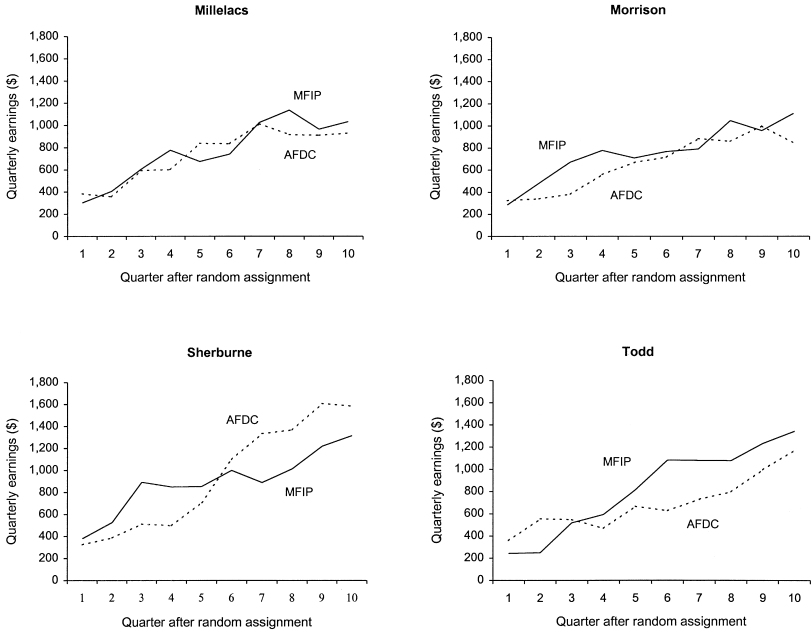 Millelacs
1,800
1,600
1,400
1,200
1,000
800
600
400
200
0
Quarterly earnings ($)
MFIP
AFDC
1 2 3 4 5 6 7 8 9 10
Quarter after random assignment
Morrison
1,800
1,600
1,400
1,200
1,000
800
600
400
200
0
Quarterly earnings ($)
MFIP
AFDC
1 2 3 4 5 6 7 8 9 10
Quarter after random assignment
Sherburne
1,800
1,600
1,400
1,200
1,000
800
600
400
200
0
Quarterly earnings ($)
AFDC
MFIP
1 2 3 4 5 6 7 8 9 10
Quarter after random assignment
Todd
1,800
1,600
1,400
1,200
1,000
800
600
400
200
0
Quarterly earnings ($)
MFIP
AFDC
1 2 3 4 5 6 7 8 9 10
Quarter after random assignment